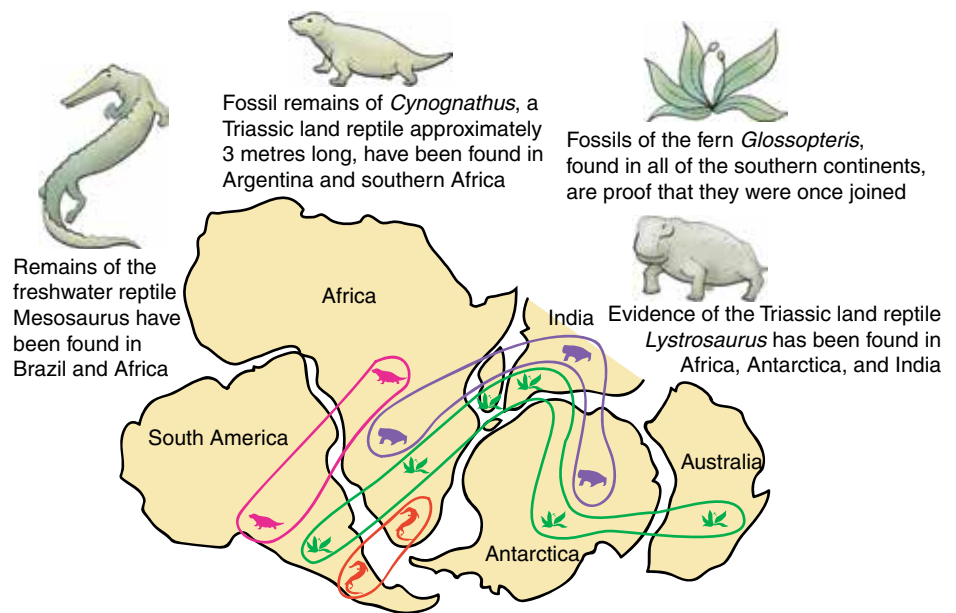 Fossil remains of Cynognathus, a
Triassic land reptile approximately
3 metres long, have been found in
Argentina and southern Africa
Fossils of the fern Glossopteris,
found in all of the southern continents,
are proof that they were once joined
Remains of the
freshwater reptile
Mesosaurus have
been found in
Brazil and Africa
Evidence of the Triassic land reptile
Lystrosaurus has been found in
Africa, Antarctica, and India
Africa
India
South America
Australia
Antarctica